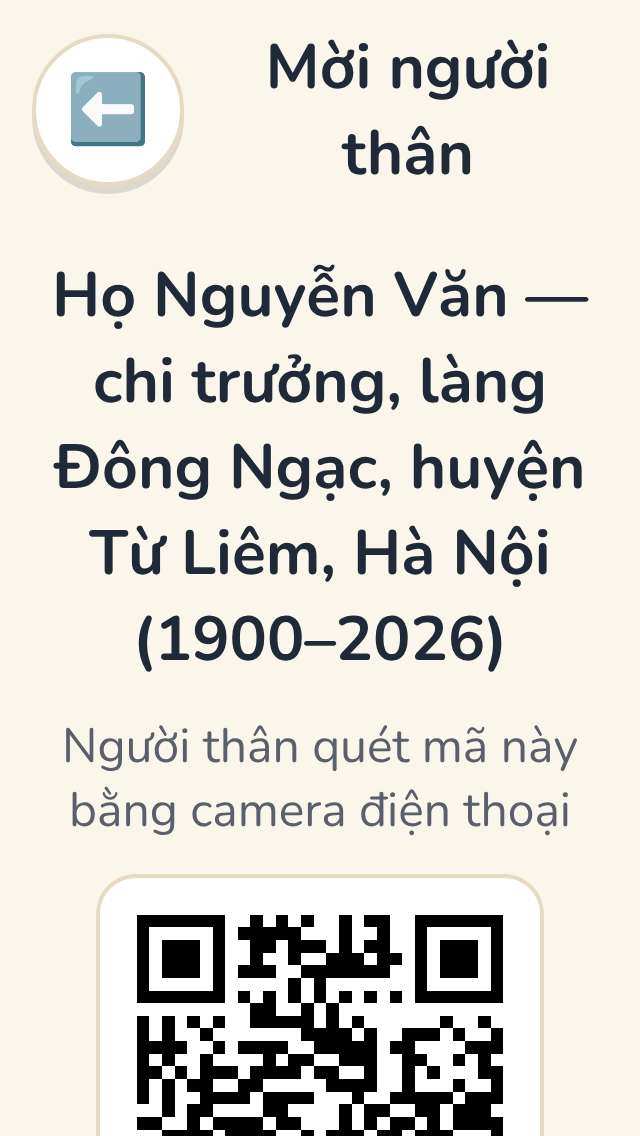 Mời người
thân
Họ Nguyễn Văn —
chi trưởng, làng
Đông Ngạc, huyện
Từ Liêm, Hà Nội
(1900–2026)
Người thân quét mã này
bằng camera điện thoại